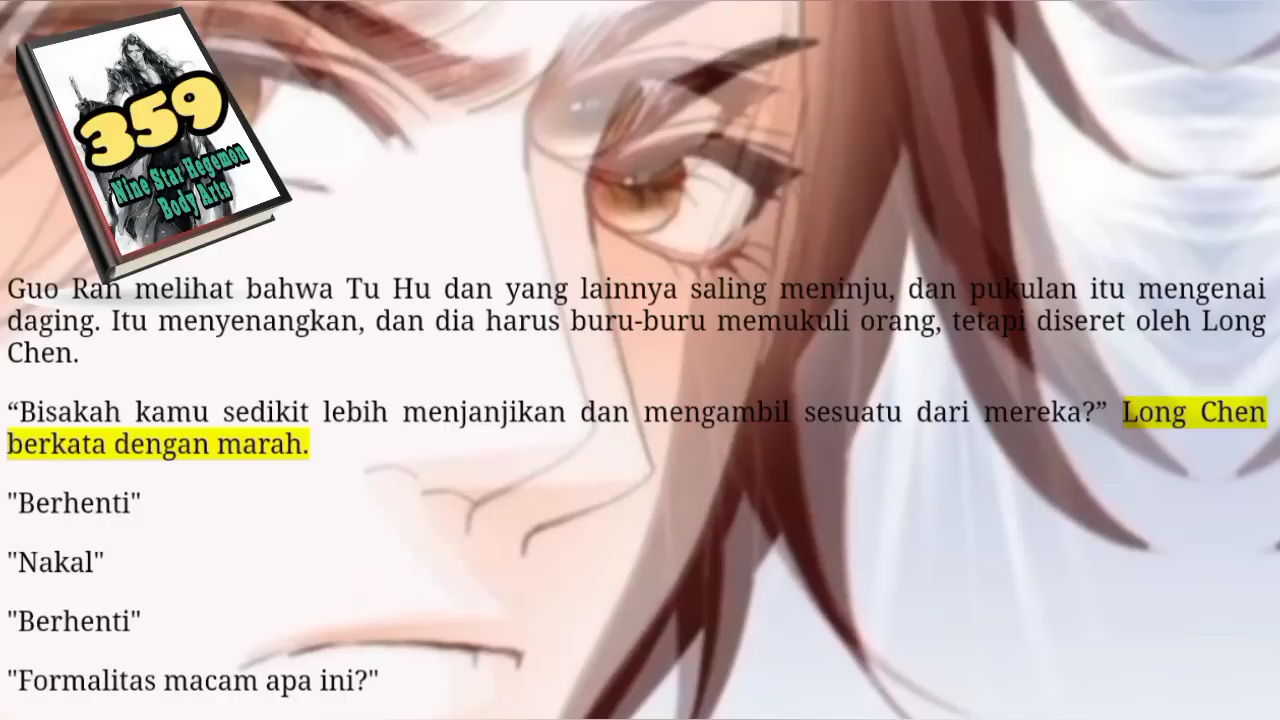 359
Nine Star Hegemon
Body Arts
Guo Ran melihat bahwa Tu Hu dan yang lainnya saling meninju, dan pukulan itu mengenai
daging. Itu menyenangkan, dan dia harus buru-buru memukuli orang, tetapi diseret oleh Long
Chen.
“Bisakah kamu sedikit lebih menjanjikan dan mengambil sesuatu dari mereka?” Long Chen
berkata dengan marah.
"Berhenti"
"Nakal"
"Berhenti"
"Formalitas macam apa ini?"